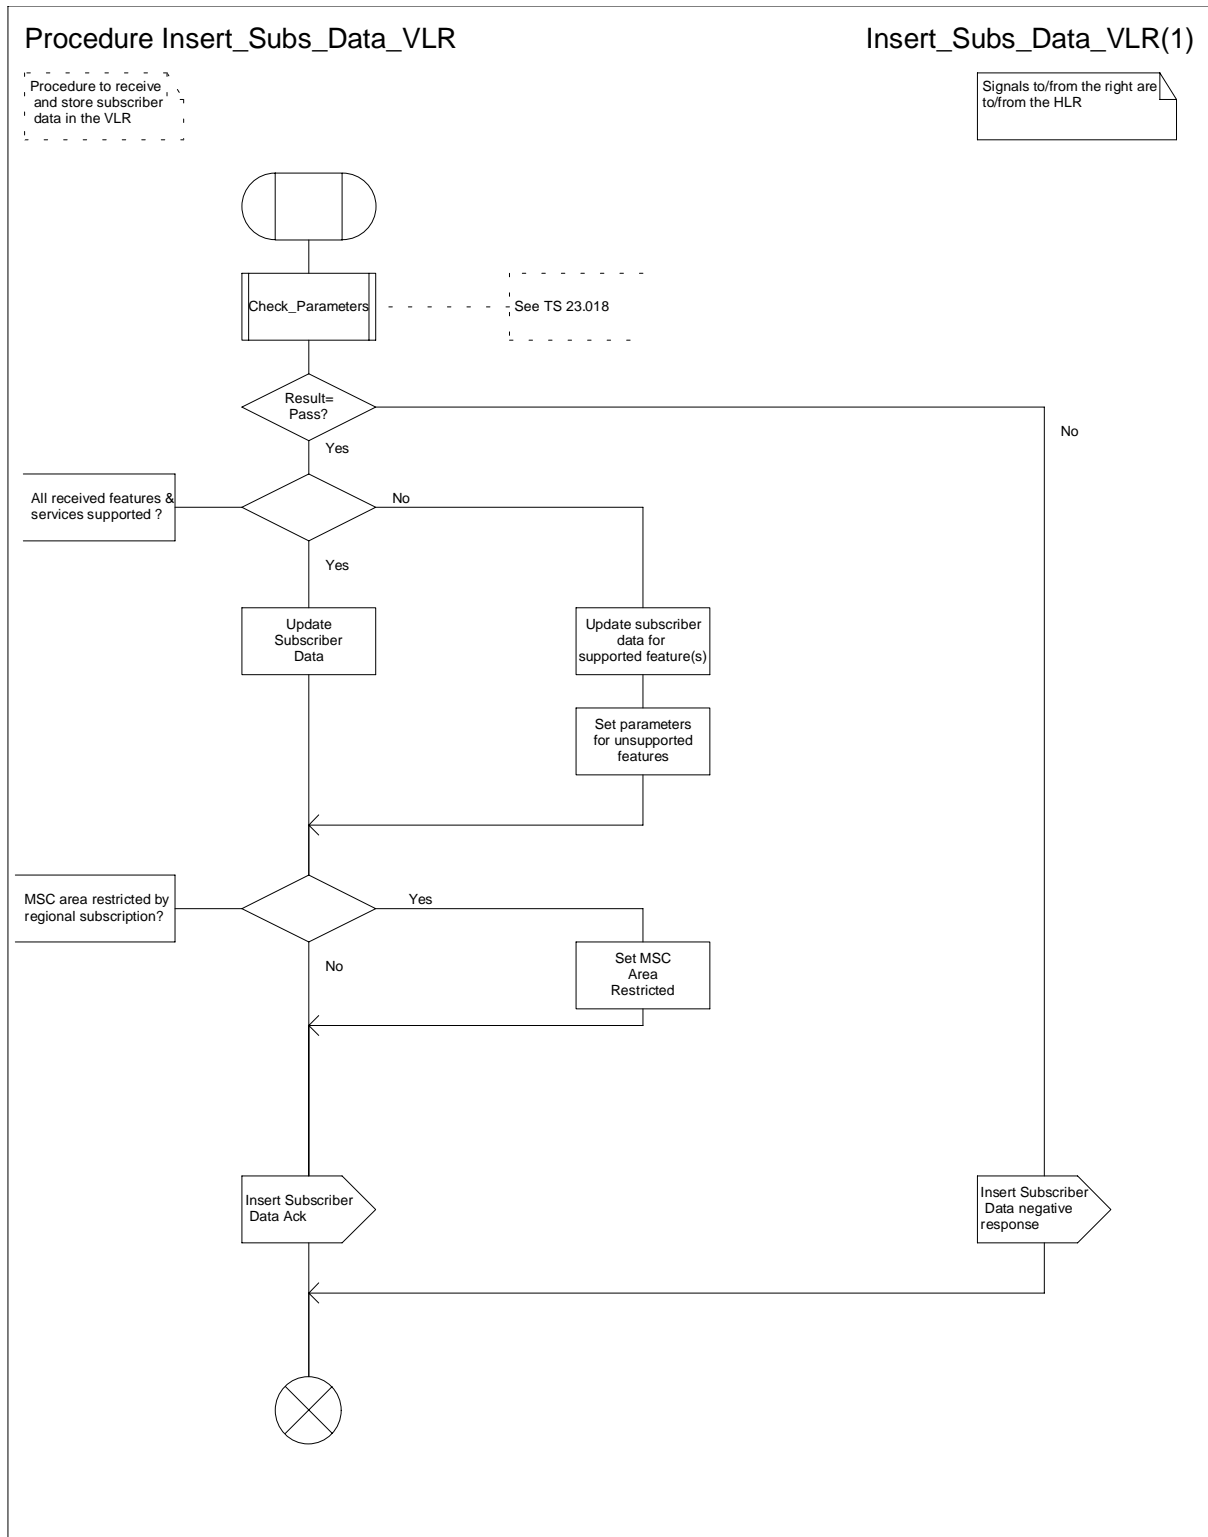 Procedure Insert_Subs_Data_VLR
Insert_Subs_Data_VLR(1)
Procedure to receive
and store subscriber
data in the VLR
Signals to/from the right are
to/from the HLR
Check_Parameters
See TS 23.018
Result=
Pass?
No
Yes
All received features &
services supported ?
No
Yes
Update
Subscriber
Data
Update subscriber
data for
supported feature(s)
Set parameters
for unsupported
features
MSC area restricted by
regional subscription?
Yes
No
Set MSC
Area
Restricted
Insert Subscriber
Data Ack
Insert Subscriber
Data negative
response